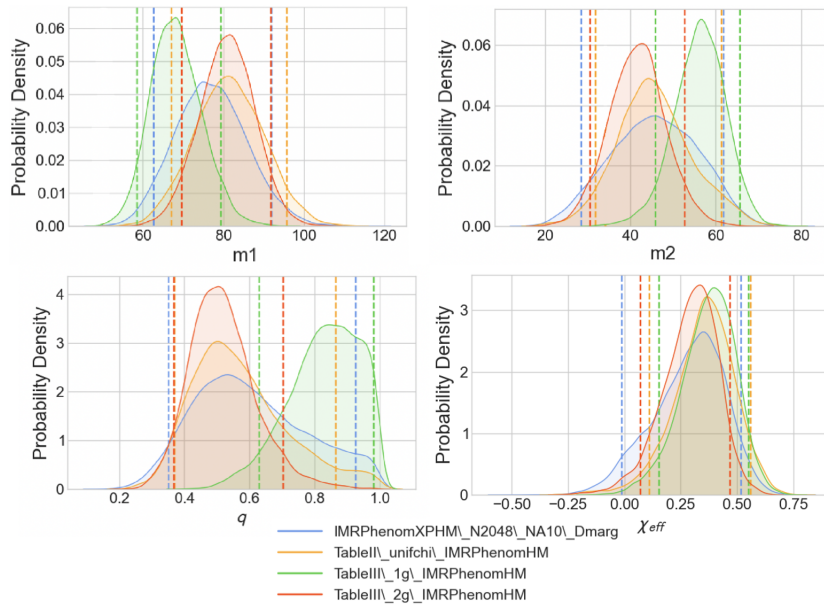 0.06
0.05
0.04
0.03
0.02
0.01
0.00
Probability Density
60 80 100 120
m1
0.06
0.04
0.02
0.00
Probability Density
20 40 60 80
m2
4
3
2
1
0
Probability Density
0.2 0.4 0.6 0.8 1.0
q
3
2
1
0
Probability Density
−0.50 −0.25 0.00 0.25 0.50 0.75
χeff
IMRPhenomXPHM\_N2048\_NA10\_Dmarg
TableII\_unifchi\_IMRPhenomHM
TableIII\_1g\_IMRPhenomHM
TableIII\_2g\_IMRPhenomHM